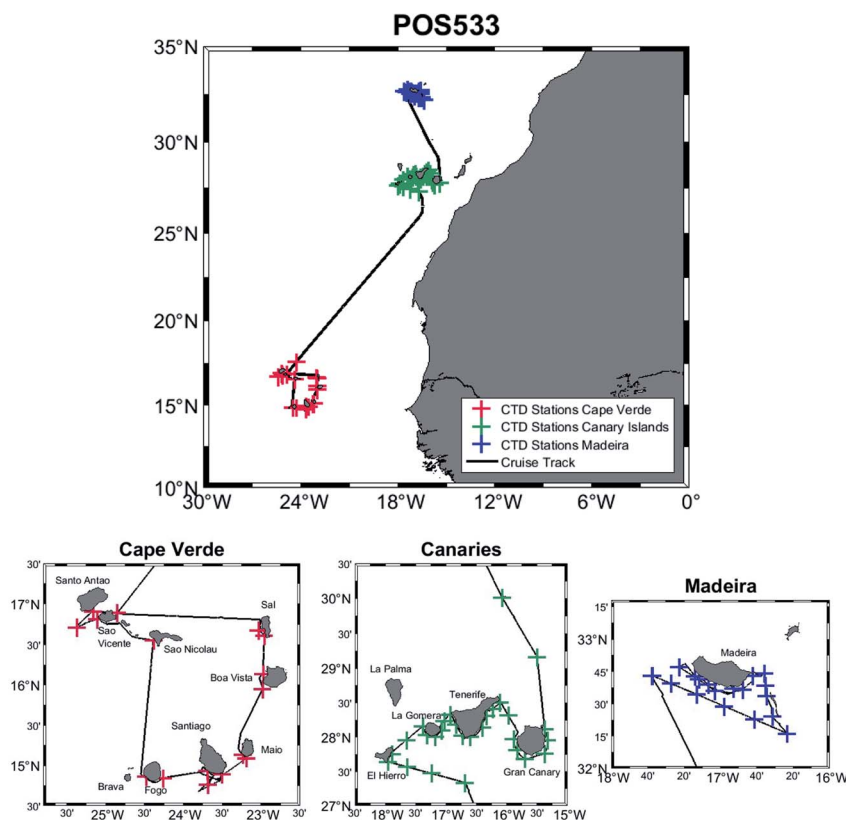 POS533
35°N
30°N
25°N
20°N
15°N
10°N
30°W 24°W 18°W 12°W 6°W 0°
CTD Stations Cape Verde
CTD Stations Canary Islands
CTD Stations Madeira
Cruise Track
Cape Verde
30'
17°N
30'
16°N
30'
15°N
30'
30' 25°W 30' 24°W 30' 23°W 30'
Santo Antao
Sao
Vicente
Sao Nicolau
Sal
Boa Vista
Santiago
Maio
Brava
Fogo
Canaries
30'
30°N
30'
29°N
30'
28°N
30'
27°N
30' 18°W 30' 17°W 30' 16°W 30' 15°W
La Palma
Tenerife
La Gomera
El Hierro
Gran Canary
Madeira
15'
33°N
45'
30'
15'
32°N
18°W 40' 20' 17°W 40' 20' 16°W
Madeira